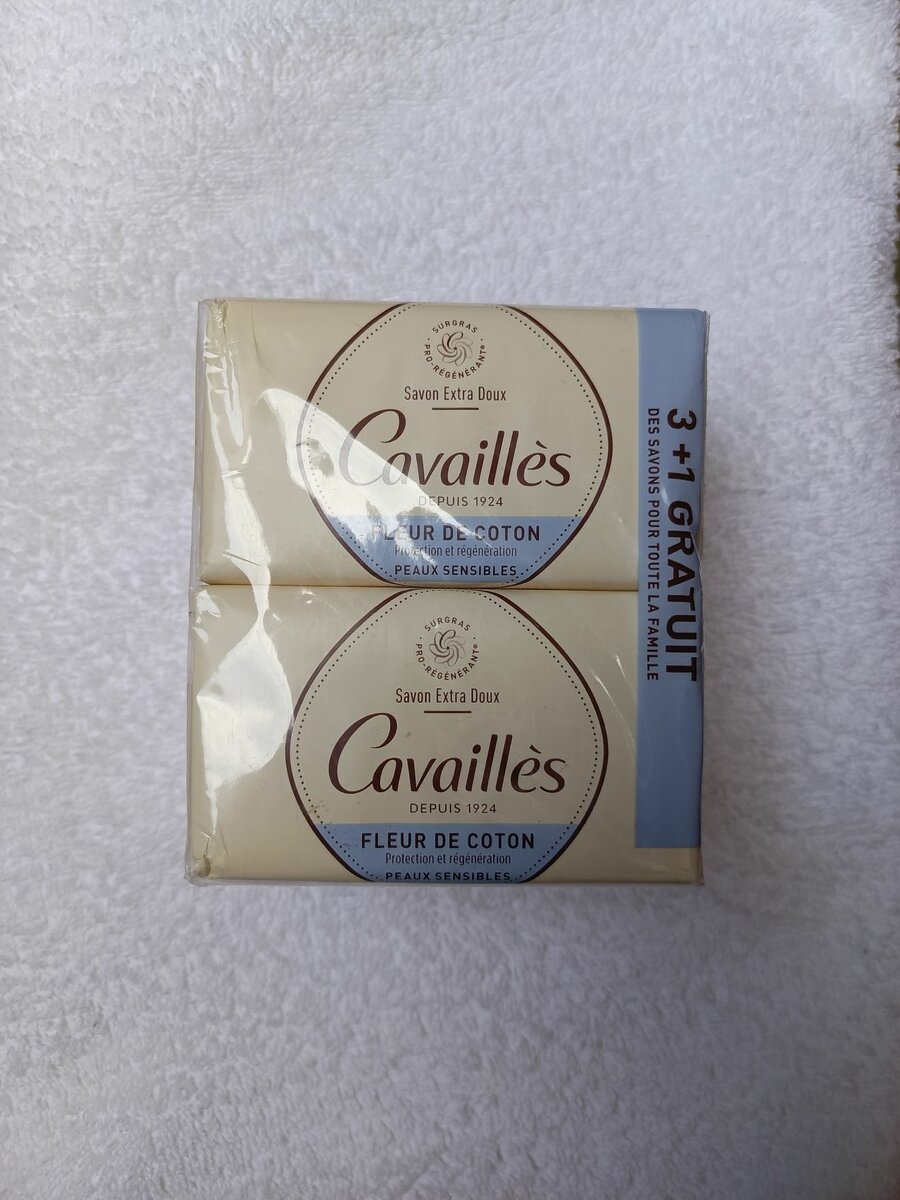 SURGRAS
PRO-RÉGÉNÉRANT®
Savon Extra Doux
Cavaillès
DEPUIS 1924
FLEUR DE COTON
Protection et régénération
PEAUX SENSIBLES
SURGRAS
PRO-RÉGÉNÉRANT®
Savon Extra Doux
Cavaillès
DEPUIS 1924
FLEUR DE COTON
Protection et régénération
PEAUX SENSIBLES
3 +1 GRATUIT
DES SAVONS POUR TOUTE LA FAMILLE